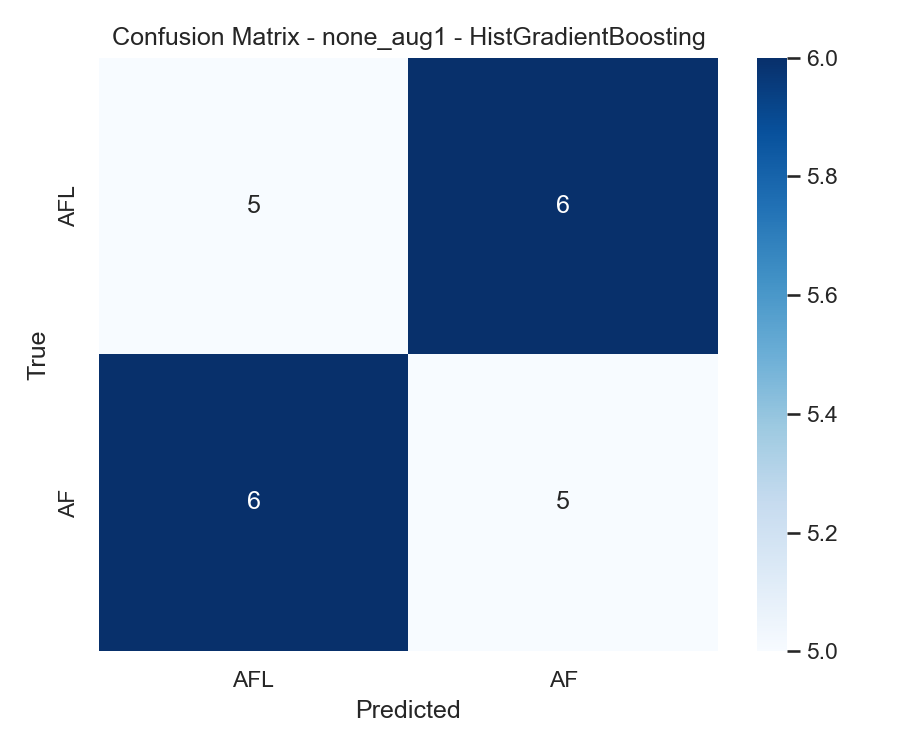 Confusion Matrix - none_aug1 - HistGradientBoosting
AFL
5
6
AF
6
5
True
AFL
AF
Predicted
6.0
5.8
5.6
5.4
5.2
5.0